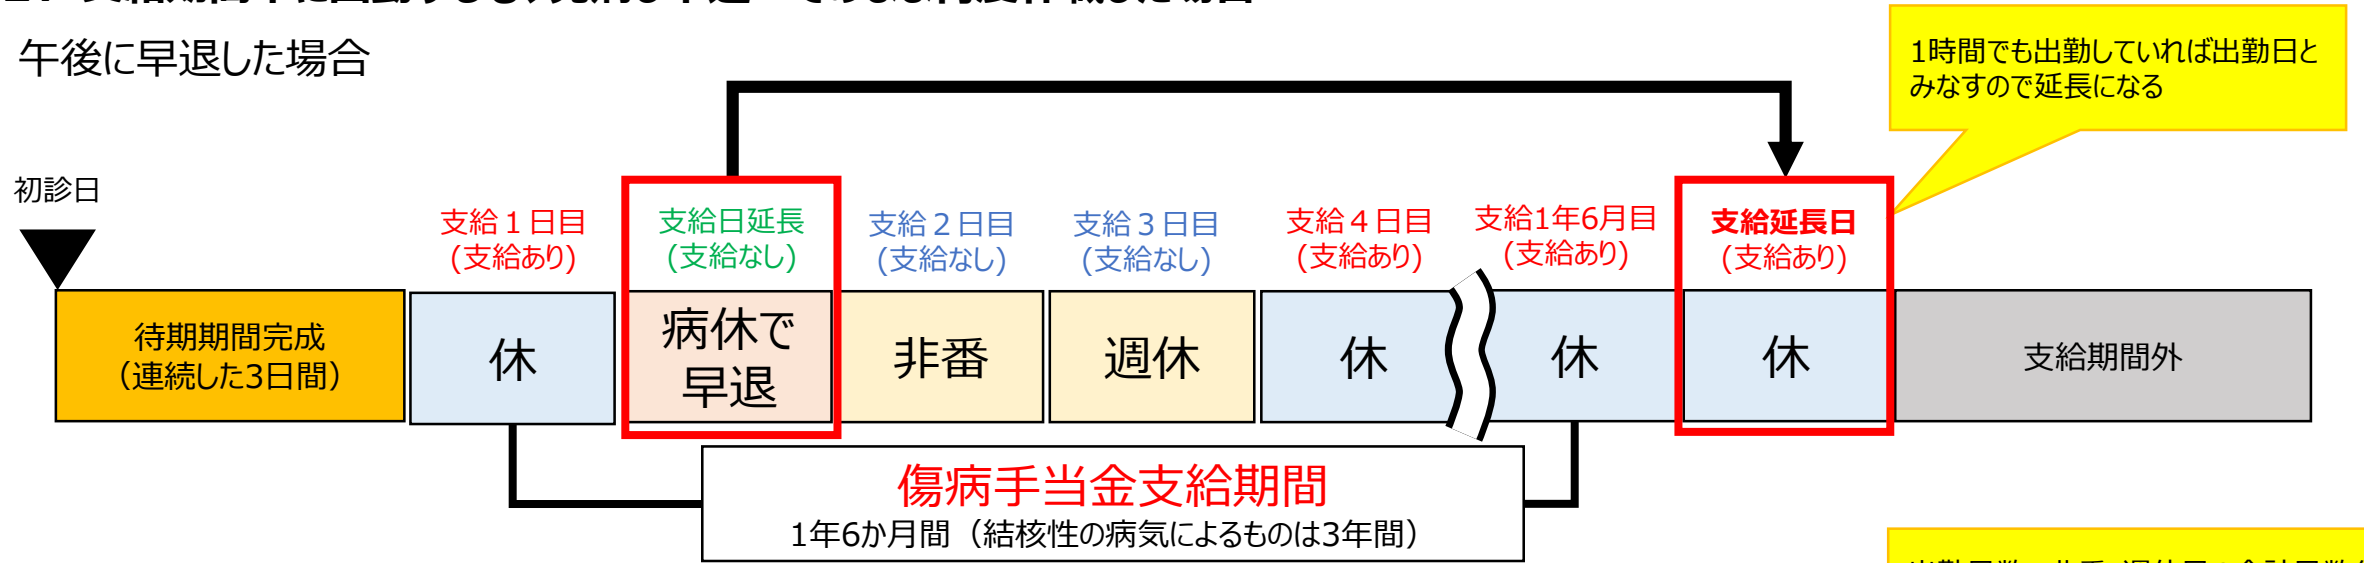 午後に早退した場合
1時間でも出勤していれば出勤日と
みなすので延長になる
初診日
支給1日目
(支給あり)
支給日延長
(支給なし)
支給2日目
(支給なし)
支給3日目
(支給なし)
支給4日目
(支給あり)
支給1年6月目
(支給あり)
支給延長日
(支給あり)
待期期間完成
(連続した3日間)
休
病休で
早退
非番
週休
休
休
休
支給期間外
傷病手当金支給期間
1年6か月間（結核性の病気によるものは3年間）